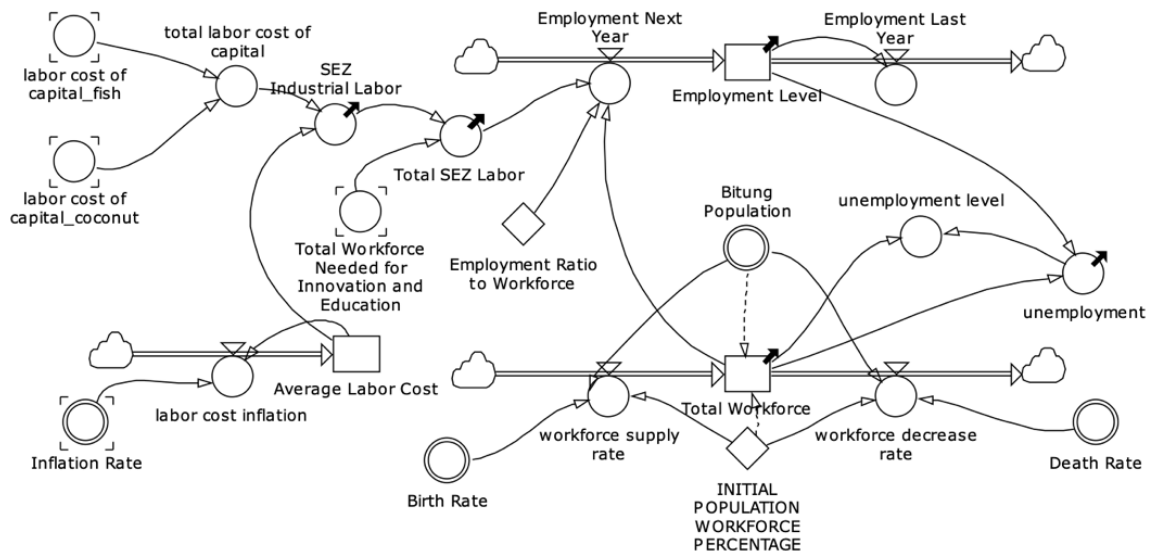 labor cost of
capital_fish
total labor cost of
capital
SEZ
Industrial Labor
Employment Next
Year
Employment Level
Employment Last
Year
labor cost of
capital_coconut
Total SEZ Labor
Total Workforce
Needed for
Innovation and
Education
Employment Ratio
to Workforce
Bitung
Population
unemployment level
unemployment
Average Labor Cost
labor cost inflation
Inflation Rate
Total Workforce
workforce supply
rate
workforce decrease
rate
Birth Rate
Death Rate
INITIAL
POPULATION
WORKFORCE
PERCENTAGE